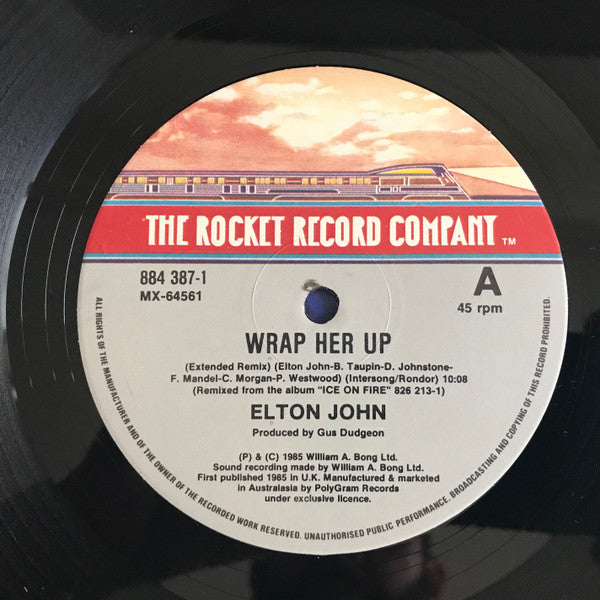 THE ROCKET RECORD COMPANY TM
884 387-1
MX-64561
A
45 rpm
WRAP HER UP
(Extended Remix) (Elton John-B. Taupin-D. Johnstone-
F. Mandel-C. Morgan-P. Westwood) (Intersong/Rondor) 10:08
(Remixed from the album "ICE ON FIRE" 826 213-1)
ELTON JOHN
Produced by Gus Dudgeon
(P) & (C) 1985 William A. Bong Ltd.
Sound recording made by William A. Bong Ltd.
First published 1985 in U.K. Manufactured & marketed
in Australasia by PolyGram Records
under exclusive licence.
ALL RIGHTS OF THE MANUFACTURER AND OF THE OWNER OF THE RECORDED WORK RESERVED. UNAUTHORISED PUBLIC PERFORMANCE, BROADCASTING AND COPYING OF THIS RECORD PROHIBITED.